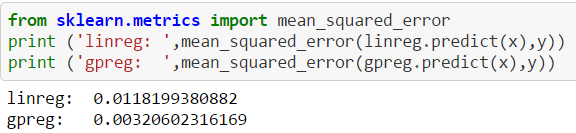 from sklearn.metrics import mean_squared_error
print ('linreg: ',mean_squared_error(linreg.predict(x),y))
print ('gpreg:  ',mean_squared_error(gpreg.predict(x),y))
linreg:  0.0118199380882
gpreg:   0.00320602316169